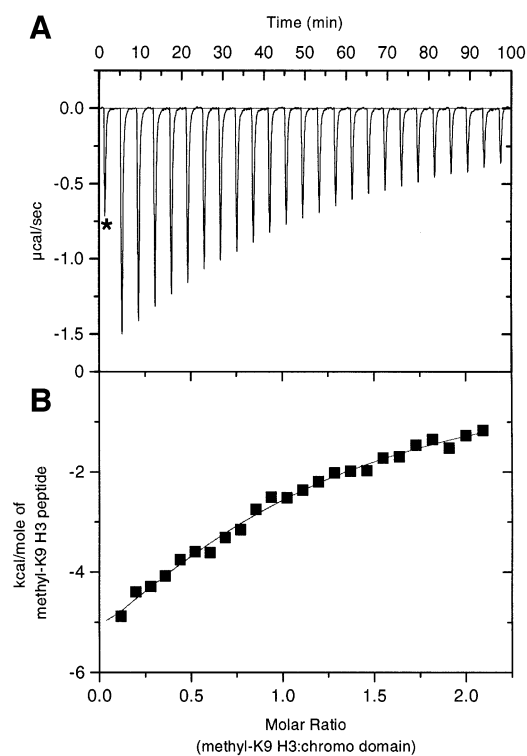 A
Time (min)
0 10 20 30 40 50 60 70 80 90 100
0.0
-0.5
-1.0
-1.5
µcal/sec
*
B
0
-2
-4
-6
kcal/mole of
methyl-K9 H3 peptide
0.0 0.5 1.0 1.5 2.0
Molar Ratio
(methyl-K9 H3:chromo domain)